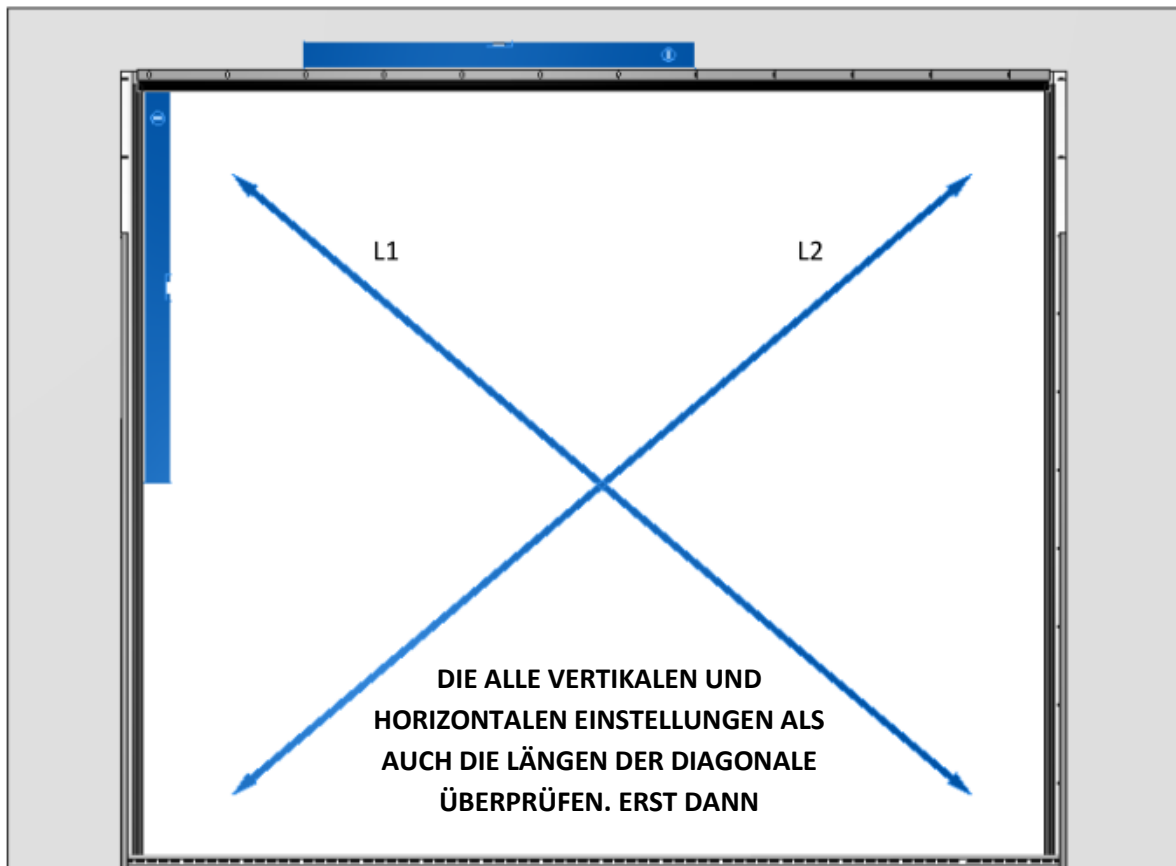 L1
L2
DIE ALLE VERTIKALEN UND
HORIZONTALEN EINSTELLUNGEN ALS
AUCH DIE LÄNGEN DER DIAGONALE
ÜBERPRÜFEN. ERST DANN